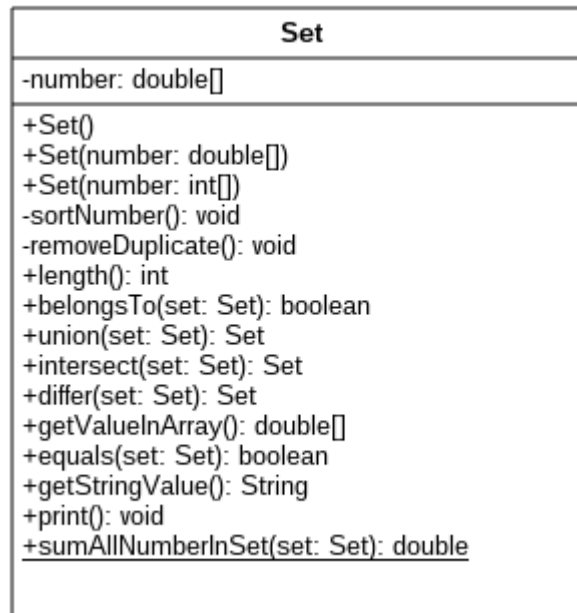 Set
-number: double[]
+Set()
+Set(number: double[])
+Set(number: int[])
-sortNumber(): void
-removeDuplicate(): void
+length(): int
+belongsTo(set: Set): boolean
+union(set: Set): Set
+intersect(set: Set): Set
+differ(set: Set): Set
+getValueInArray(): double[]
+equals(set: Set): boolean
+getStringValue(): String
+print(): void
+sumAllNumberInSet(set: Set): double